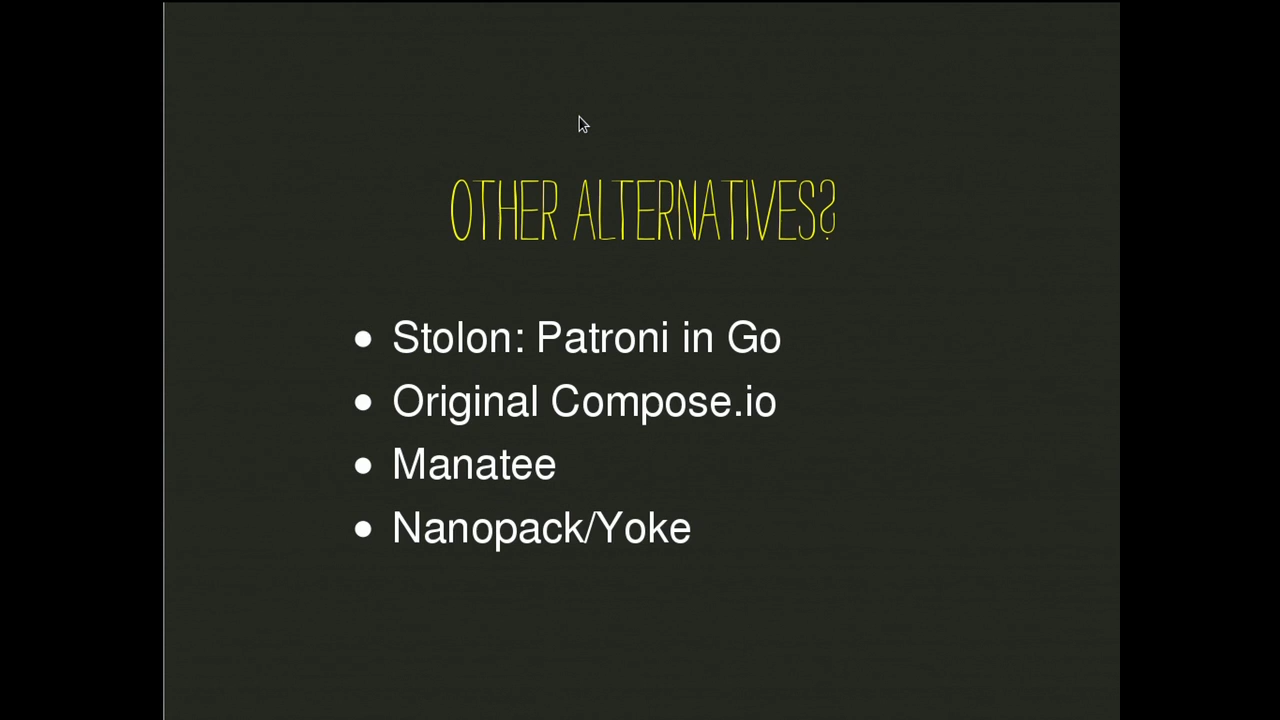 OTHER ALTERNATIVES?
• Stolon: Patroni in Go
• Original Compose.io
• Manatee
• Nanopack/Yoke